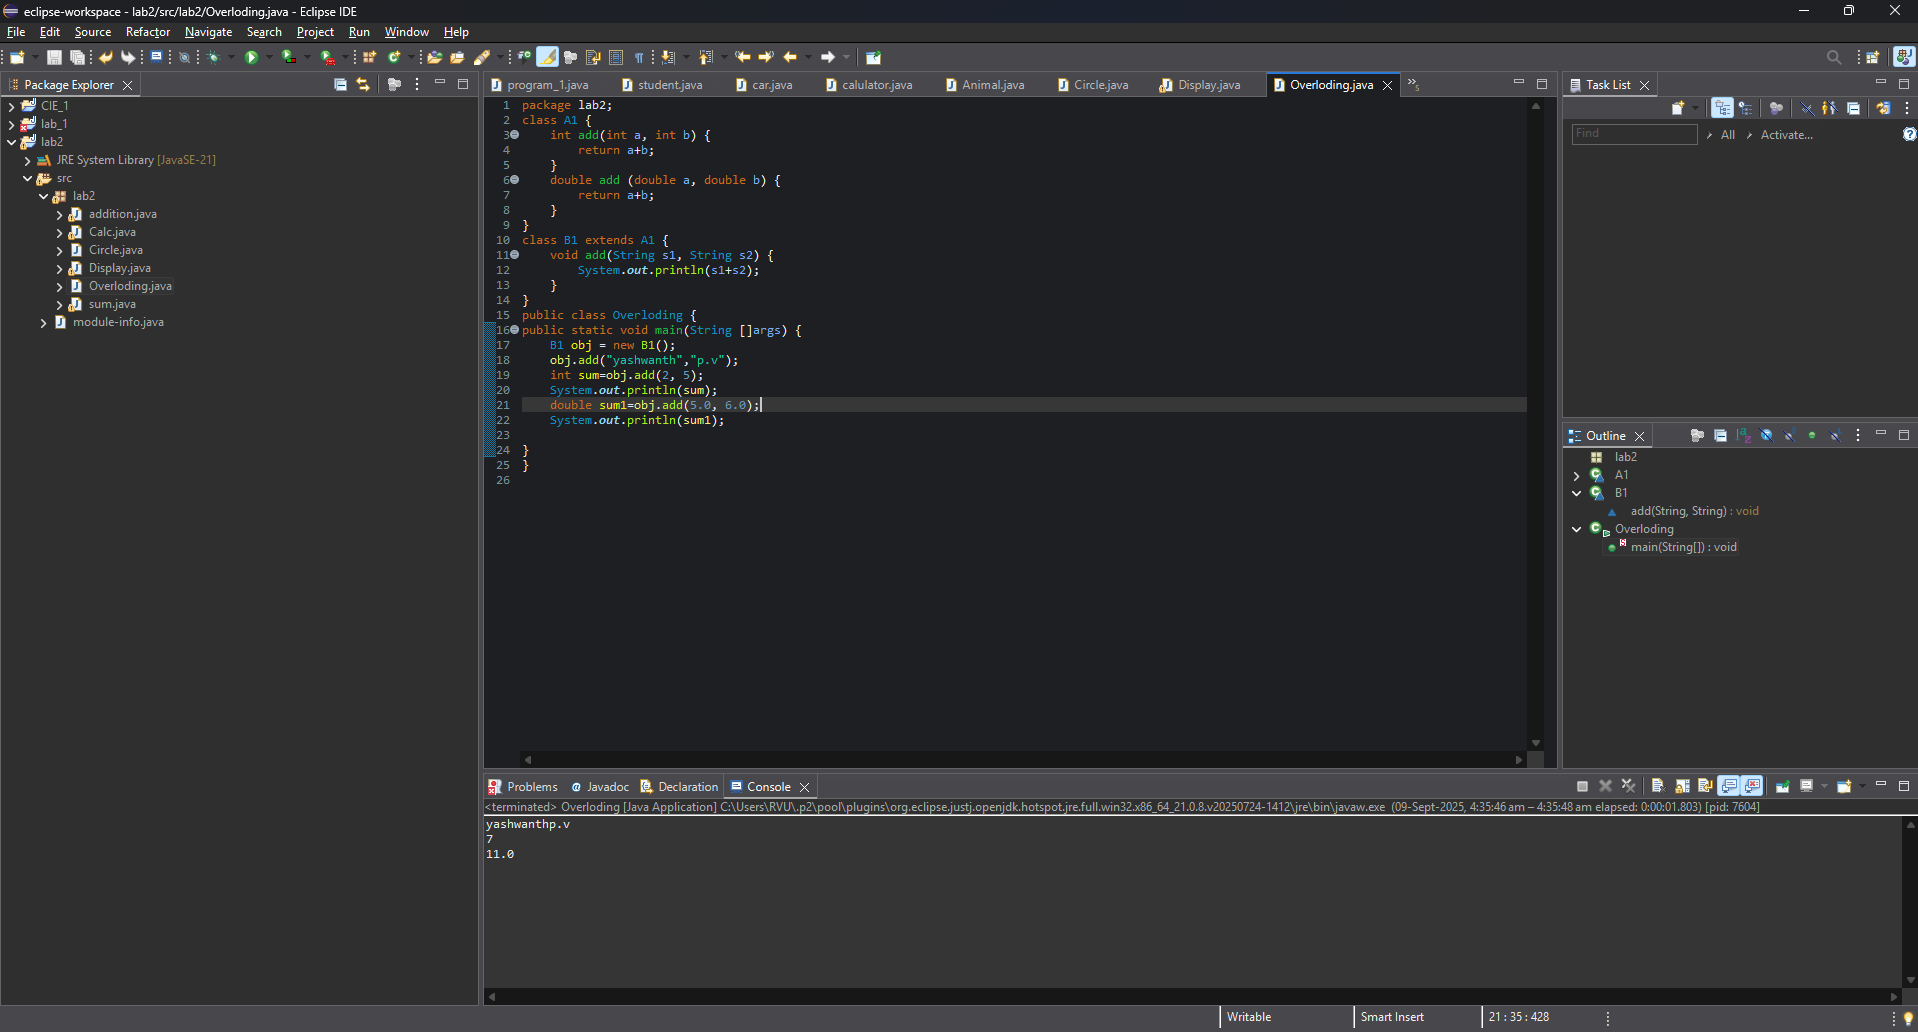 eclipse-workspace - lab2/src/lab2/Overloding.java - Eclipse IDE
File Edit Source Refactor Navigate Search Project Run Window Help
Package Explorer
CIE_1
lab_1
lab2
JRE System Library [JavaSE-21]
src
lab2
addition.java
Calc.java
Circle.java
Display.java
Overloding.java
sum.java
module-info.java
program_1.java student.java car.java calulator.java Animal.java Circle.java Display.java Overloding.java »5
1 package lab2;
2 class A1 {
3 int add(int a, int b) {
4 return a+b;
5 }
6 double add (double a, double b) {
7 return a+b;
8 }
9 }
10 class B1 extends A1 {
11 void add(String s1, String s2) {
12 System.out.println(s1+s2);
13 }
14 }
15 public class Overloding {
16 public static void main(String []args) {
17 B1 obj = new B1();
18 obj.add("yashwanth","p.v");
19 int sum=obj.add(2, 5);
20 System.out.println(sum);
21 double sum1=obj.add(5.0, 6.0);
22 System.out.println(sum1);
23
24 }
25 }
26
Task List
Find All Activate...
Outline
lab2
A1
B1
add(String, String) : void
Overloding
main(String[]) : void
Problems Javadoc Declaration Console
<terminated> Overloding [Java Application] C:\Users\RVU\.p2\pool\plugins\org.eclipse.justj.openjdk.hotspot.jre.full.win32.x86_64_21.0.8.v20250724-1412\jre\bin\javaw.exe (09-Sept-2025, 4:35:46 am – 4:35:48 am elapsed: 0:00:01.803) [pid: 7604]
yashwanthp.v
7
11.0
Writable Smart Insert 21 : 35 : 428